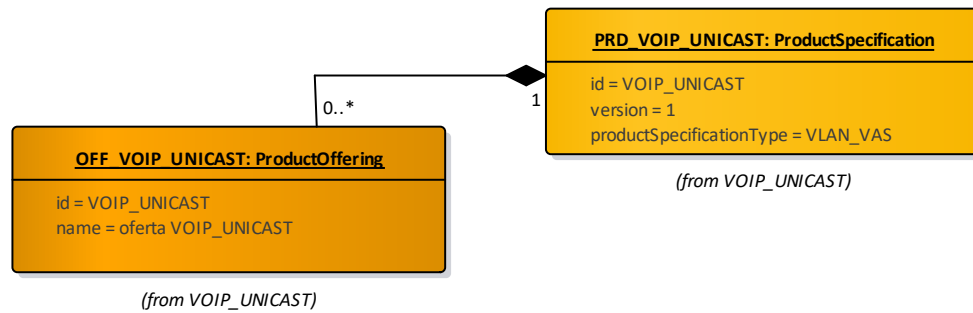 PRD_VOIP_UNICAST: ProductSpecification
id = VOIP_UNICAST
version = 1
productSpecificationType = VLAN_VAS
(from VOIP_UNICAST)
1
0..*
OFF_VOIP_UNICAST: ProductOffering
id = VOIP_UNICAST
name = oferta VOIP_UNICAST
(from VOIP_UNICAST)